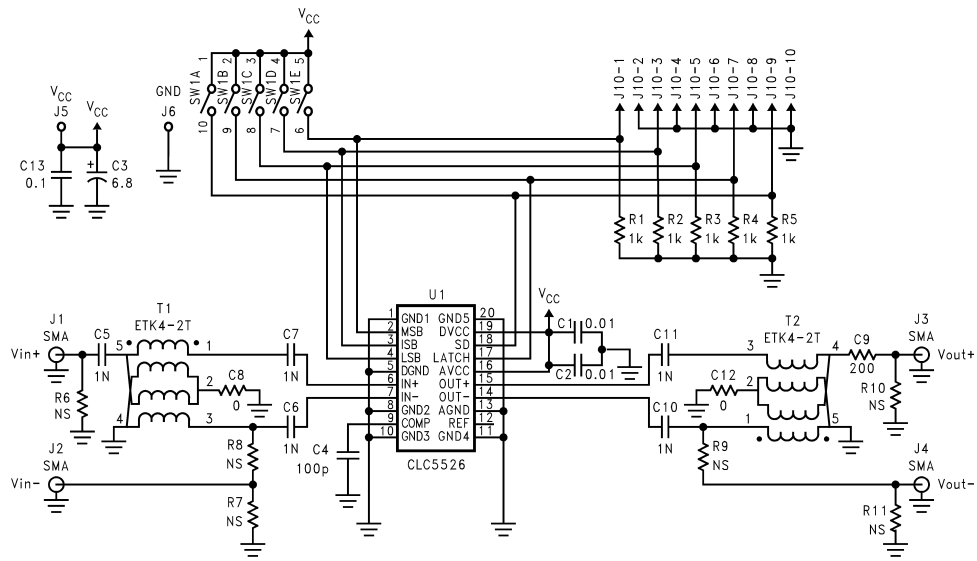 VCC
SW1A 1
SW1B 2
SW1C 3
SW1D 4
SW1E 5
10 9 8 7 6
J10-1
J10-2
J10-3
J10-4
J10-5
J10-6
J10-7
J10-8
J10-9
J10-10
VCC
J5
VCC
GND
J6
C13
0.1
+
C3
6.8
R1
1k
R2
1k
R3
1k
R4
1k
R5
1k
U1
1 GND1 GND5 20
2 MSB DVCC 19
3 ISB SD 18
4 LSB LATCH 17
5 DGND AVCC 16
6 IN+ OUT+ 15
7 IN- OUT- 14
8 GND2 AGND 13
9 COMP REF 12
10 GND3 GND4 11
CLC5526
VCC
C1 0.01
C2 0.01
J1
SMA
Vin+
C5
1N
R6
NS
T1
ETK4-2T
5 1
2
4 3
C7
1N
C8
0
C6
1N
R8
NS
R7
NS
J2
SMA
Vin-
C4
100p
C11
1N
C12
0
C10
1N
T2
ETK4-2T
3 4
2
1 5
C9
200
J3
SMA
Vout+
R10
NS
R9
NS
J4
SMA
Vout-
R11
NS